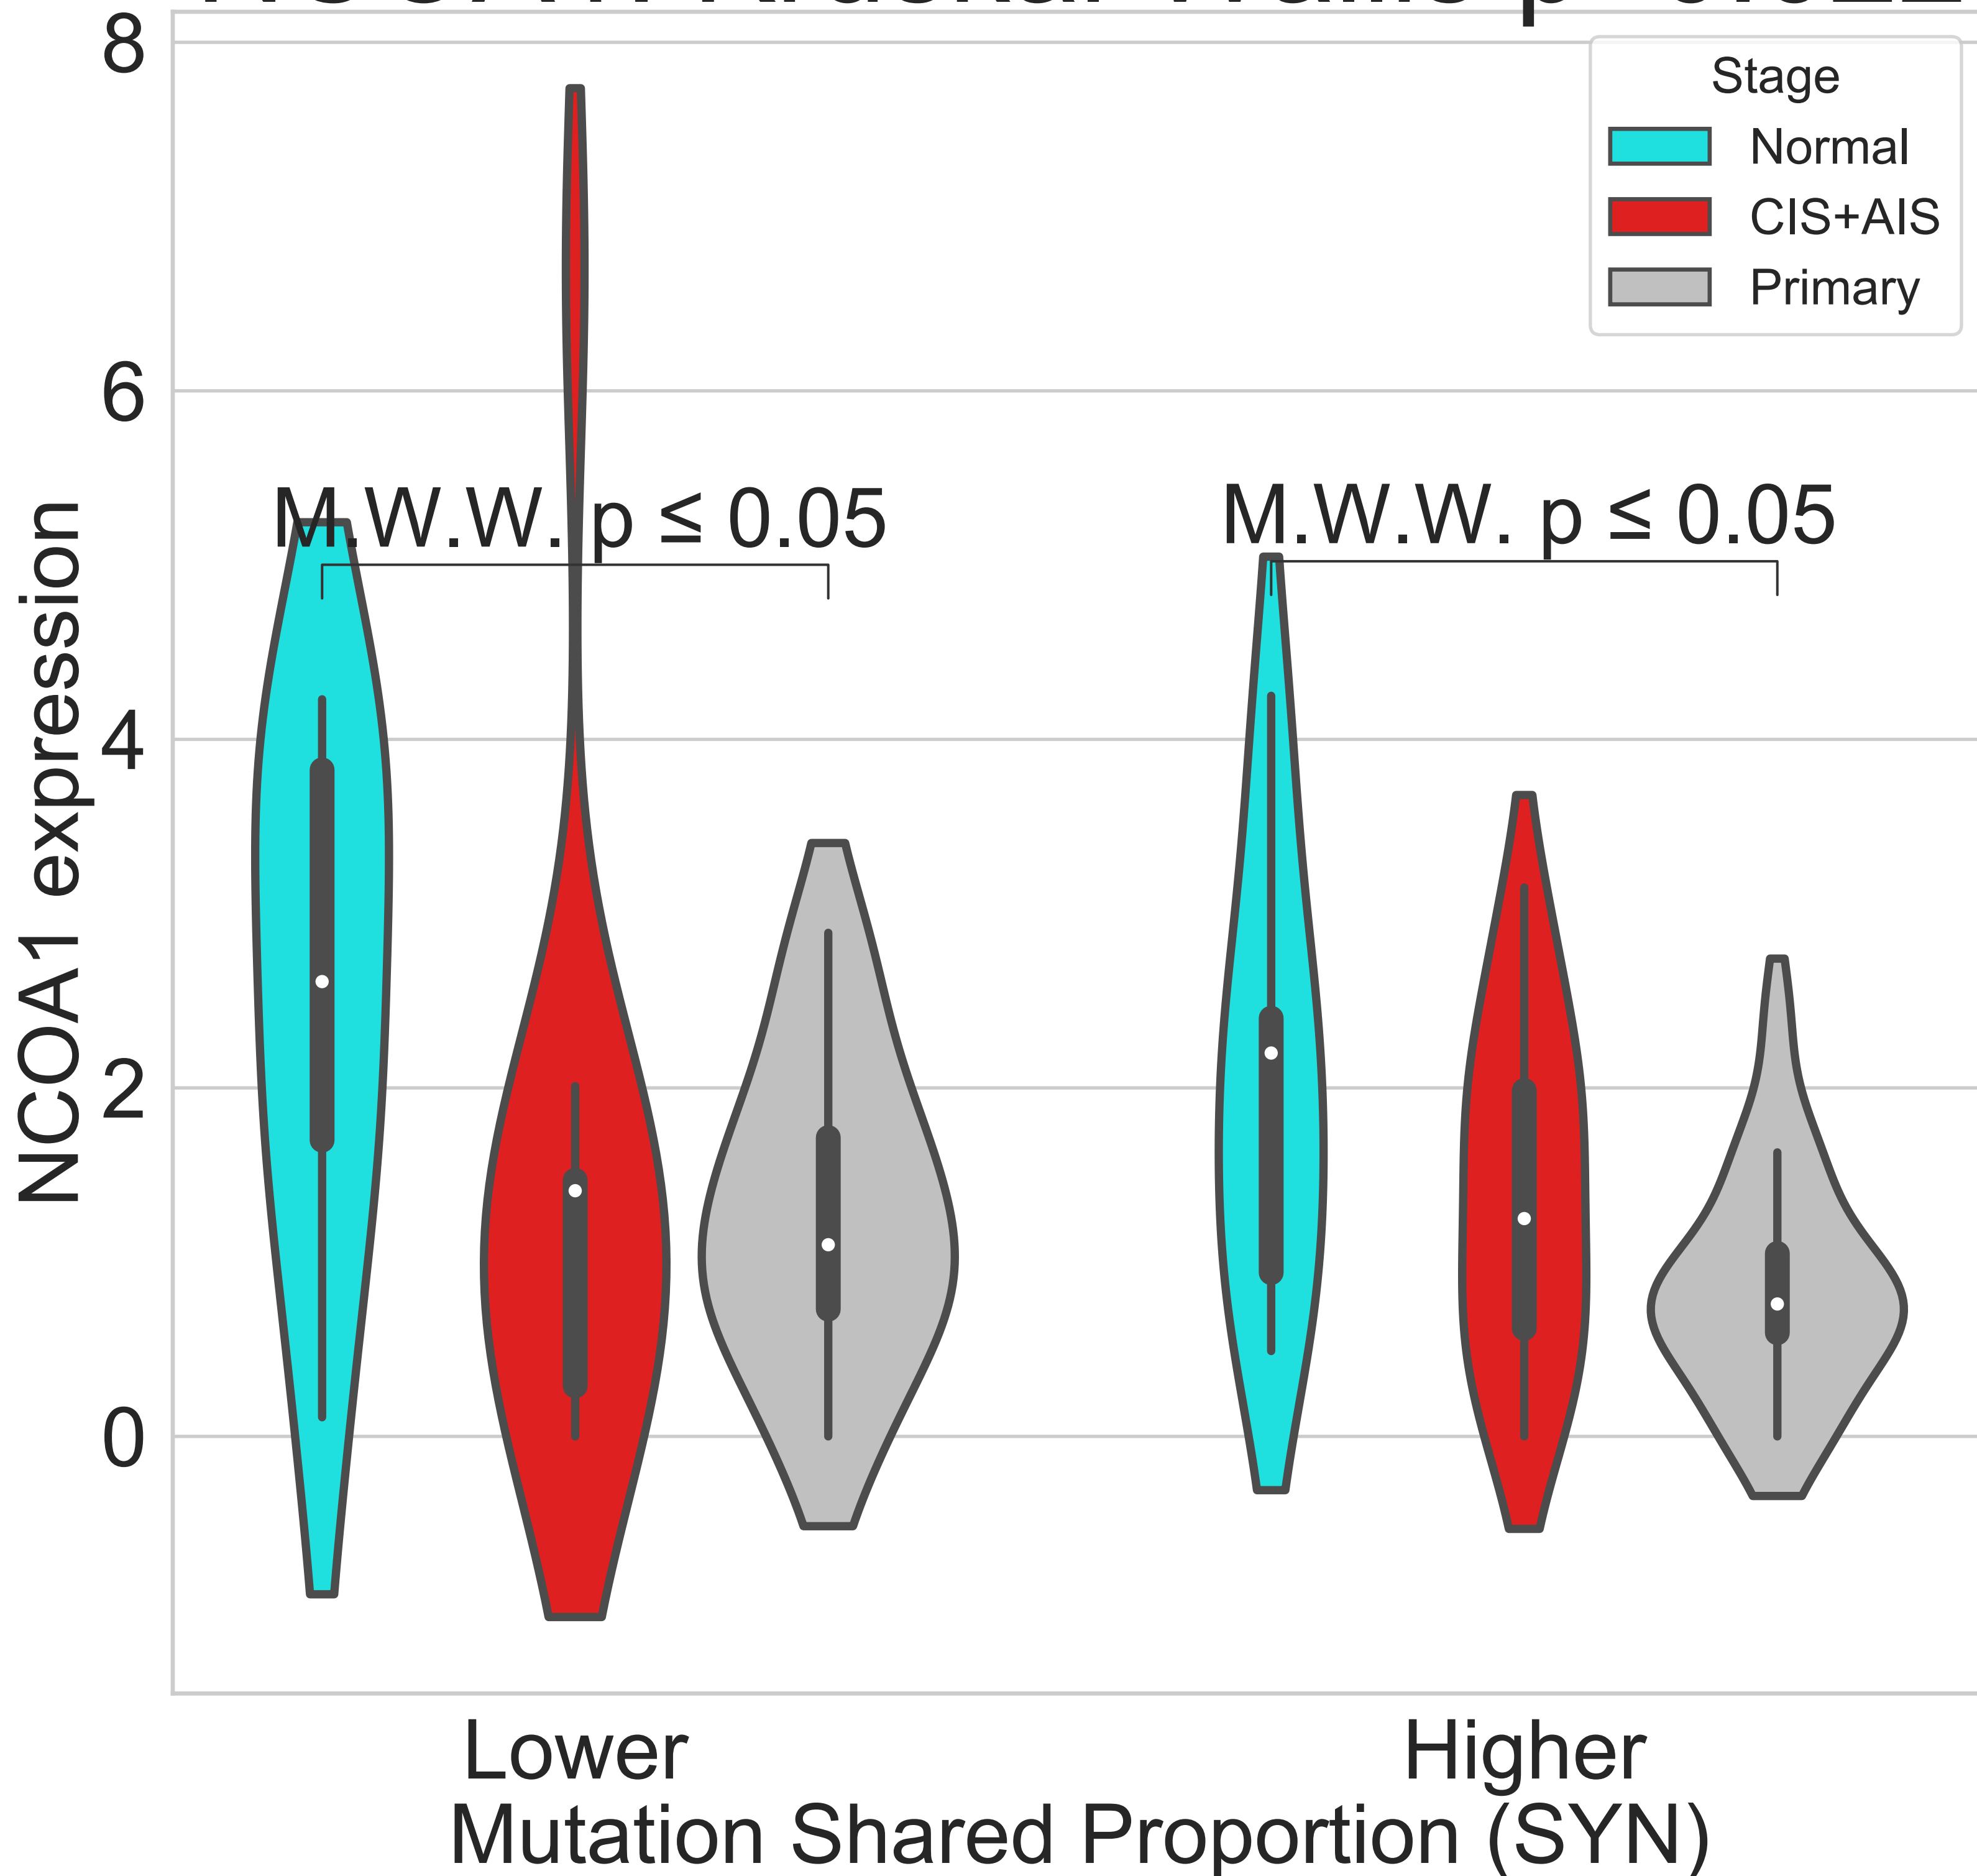 8
6
4
2
0
NCOA1 expression
Stage
Normal
CIS+AIS
Primary
M.W.W. p ≤ 0.05
M.W.W. p ≤ 0.05
Lower
Higher
Mutation Shared Proportion (SYN)